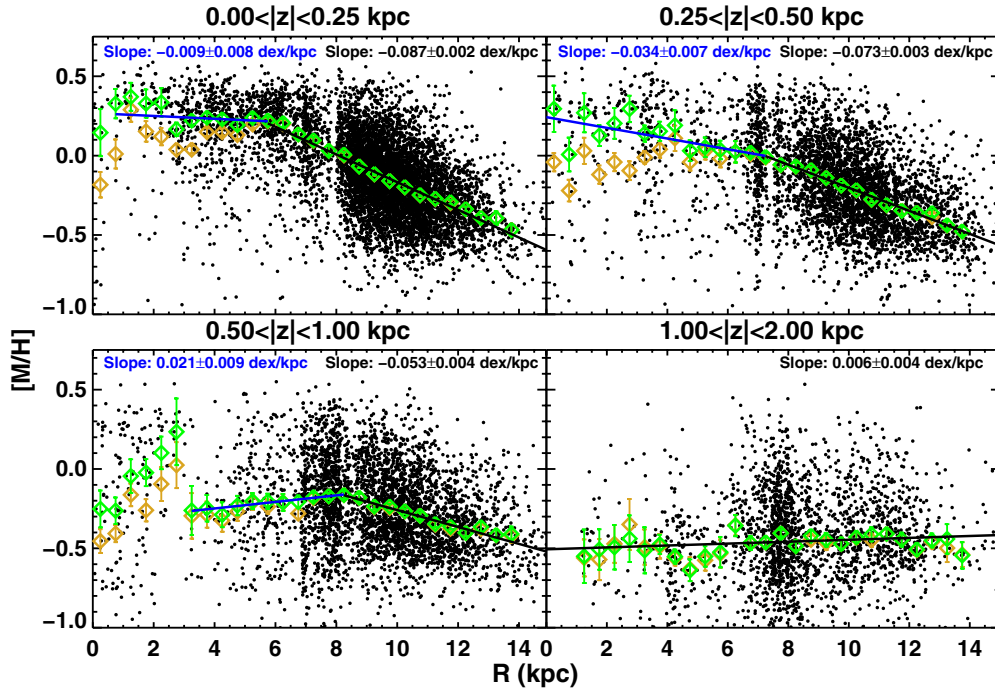 0.00<|z|<0.25 kpc
0.25<|z|<0.50 kpc
Slope: −0.009±0.008 dex/kpc
Slope: −0.087±0.002 dex/kpc
Slope: −0.034±0.007 dex/kpc
Slope: −0.073±0.003 dex/kpc
0.5
0.0
−0.5
−1.0
0.50<|z|<1.00 kpc
1.00<|z|<2.00 kpc
Slope: 0.021±0.009 dex/kpc
Slope: −0.053±0.004 dex/kpc
Slope: 0.006±0.004 dex/kpc
[M/H]
0.5
0.0
−0.5
−1.0
0 2 4 6 8 10 12 14 0 2 4 6 8 10 12 14
R (kpc)